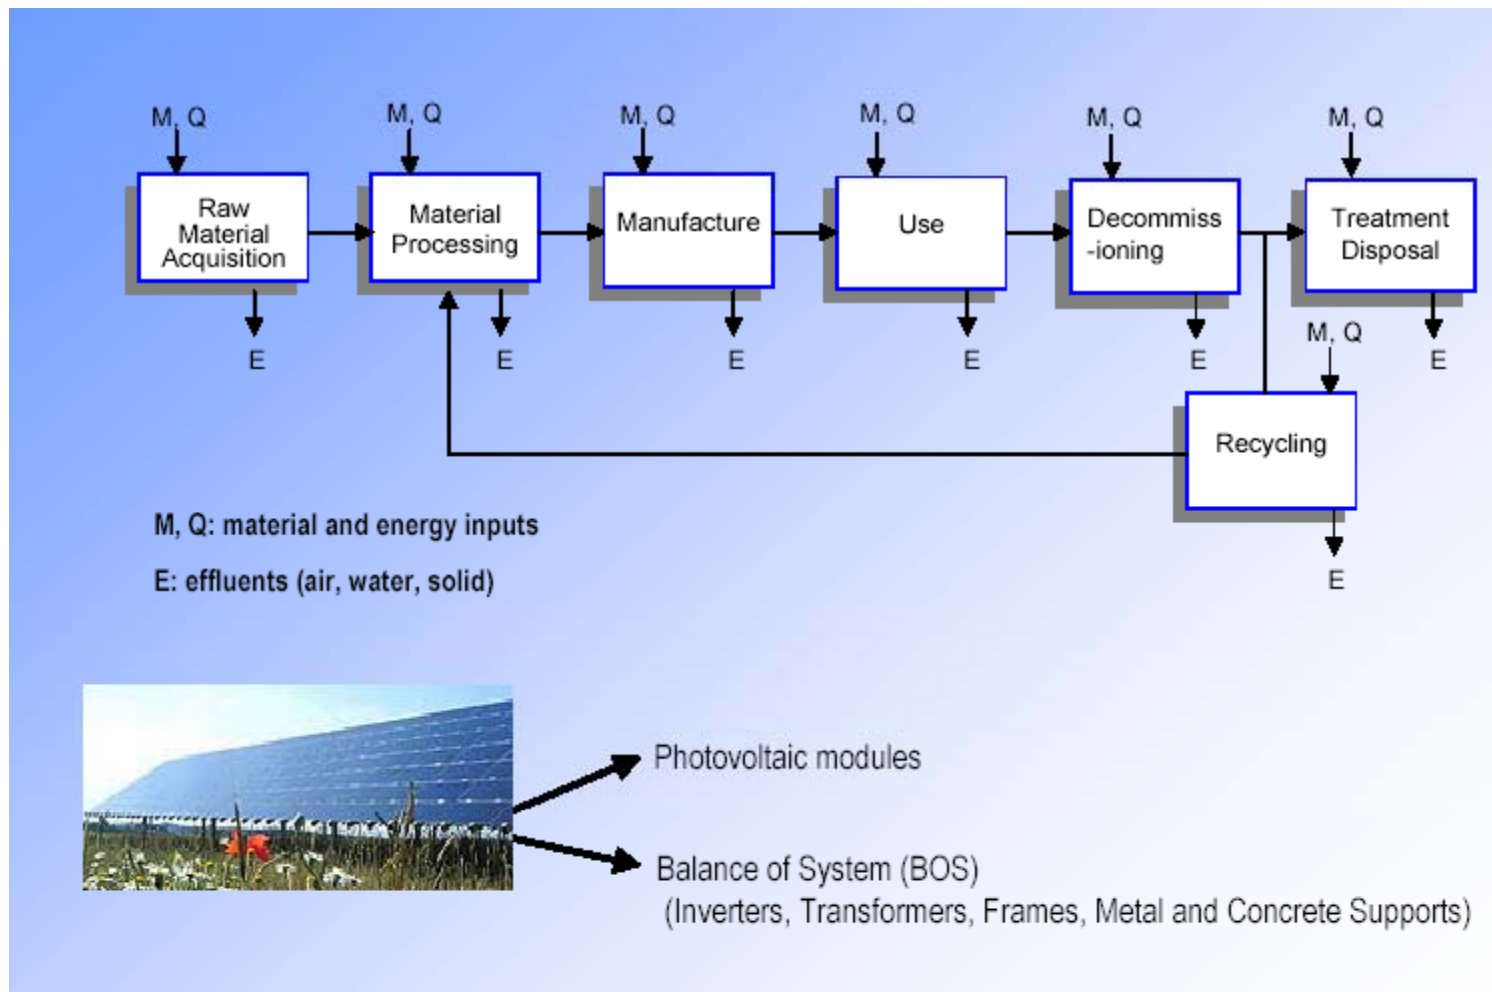 M, Q
M, Q
M, Q
M, Q
M, Q
M, Q
Raw
Material
Acquisition
Material
Processing
Manufacture
Use
Decommiss
-ioning
Treatment
Disposal
E
E
E
E
E
E
M, Q
Recycling
E
M, Q: material and energy inputs
E: effluents (air, water, solid)
Photovoltaic modules
Balance of System (BOS)
(Inverters, Transformers, Frames, Metal and Concrete Supports)